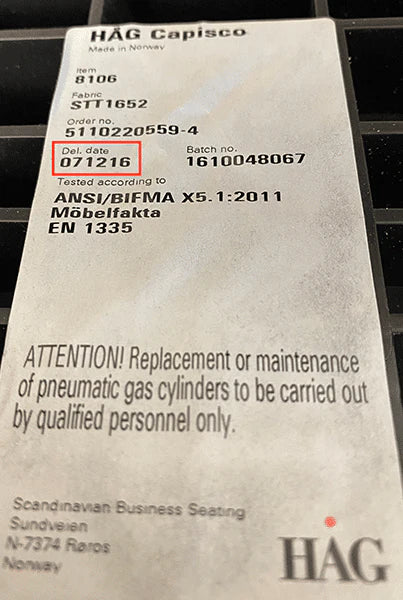 HÅG Capisco
Made in Norway
Item
8106
Fabric
STT1652
Order no.
5110220559-4
Del. date Batch no.
071216 1610048067
Tested according to
ANSI/BIFMA X5.1:2011
Möbelfakta
EN 1335
ATTENTION! Replacement or maintenance
of pneumatic gas cylinders to be carried out
by qualified personnel only.
Scandinavian Business Seating
Sundveien
N-7374 Røros
Norway
HÅG